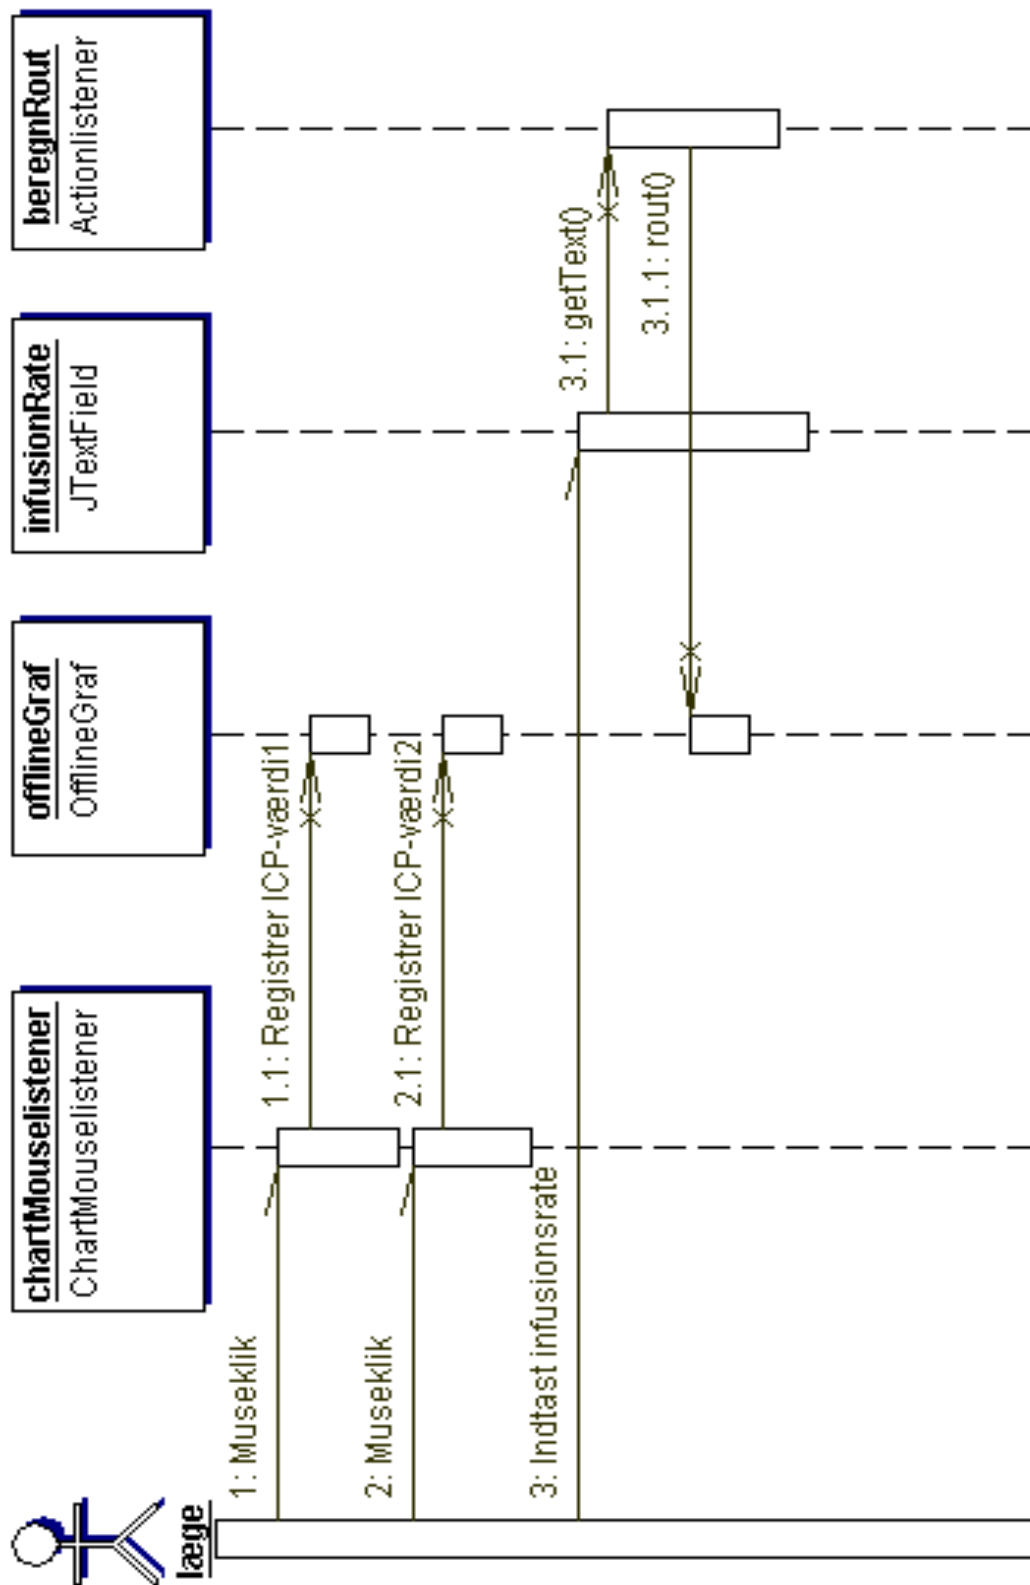 læge
chartMouselistener
ChartMouselistener
offlineGraf
OfflineGraf
infusionRate
JTextField
beregnRout
Actionlistener
1: Museklik
1.1: Registrer ICP-værdi1
2: Museklik
2.1: Registrer ICP-værdi2
3: Indtast infusionsrate
3.1: getText()
3.1.1: rout()